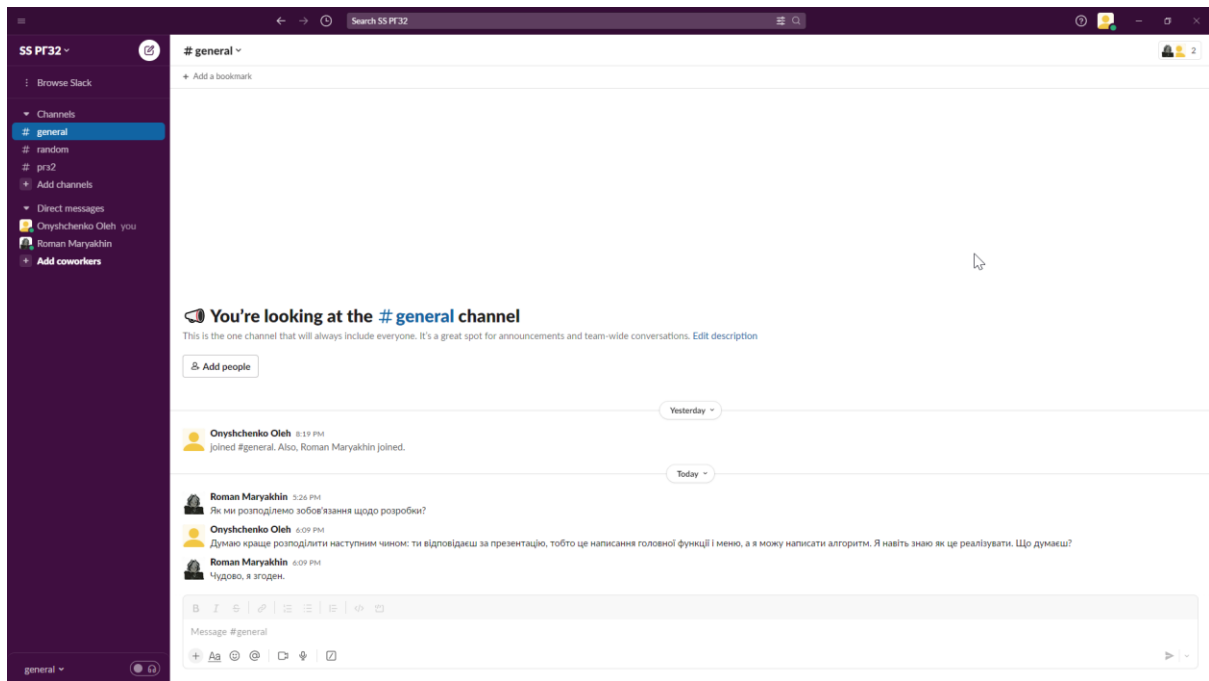 Search SS РГ32
SS РГ32
# general
2
Browse Slack
+ Add a bookmark
Channels
# general
# random
# ргз2
+ Add channels
Direct messages
Onyshchenko Oleh you
Roman Maryakhin
+ Add coworkers
You're looking at the # general channel
This is the one channel that will always include everyone. It's a great spot for announcements and team-wide conversations. Edit description
Add people
Yesterday
Onyshchenko Oleh 8:19 PM
joined #general. Also, Roman Maryakhin joined.
Today
Roman Maryakhin 5:26 PM
Як ми розподілемо зобов'язання щодо розробки?
Onyshchenko Oleh 6:09 PM
Думаю краще розподілити наступним чином: ти відповідаєш за презентацію, тобто це написання головної функції і меню, а я можу написати алгоритм. Я навіть знаю як це реалізувати. Що думаєш?
Roman Maryakhin 6:09 PM
Чудово, я згоден.
B I S
Message #general
+ Aa @
general